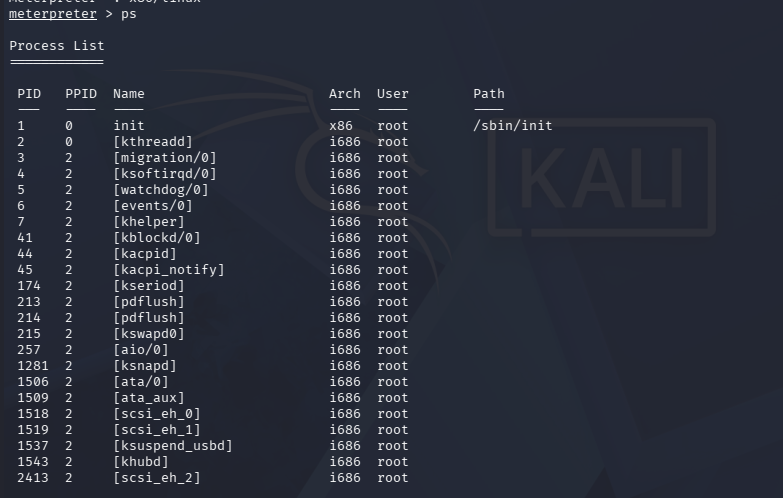 Meterpreter : x86/linux
meterpreter > ps
Process List
PID PPID Name Arch User Path
1 0 init x86 root /sbin/init
2 0 [kthreadd] i686 root
3 2 [migration/0] i686 root
4 2 [ksoftirqd/0] i686 root
5 2 [watchdog/0] i686 root
6 2 [events/0] i686 root
7 2 [khelper] i686 root
41 2 [kblockd/0] i686 root
44 2 [kacpid] i686 root
45 2 [kacpi_notify] i686 root
174 2 [kseriod] i686 root
213 2 [pdflush] i686 root
214 2 [pdflush] i686 root
215 2 [kswapd0] i686 root
257 2 [aio/0] i686 root
1281 2 [ksnapd] i686 root
1506 2 [ata/0] i686 root
1509 2 [ata_aux] i686 root
1518 2 [scsi_eh_0] i686 root
1519 2 [scsi_eh_1] i686 root
1537 2 [ksuspend_usbd] i686 root
1543 2 [khubd] i686 root
2413 2 [scsi_eh_2] i686 root
KALI